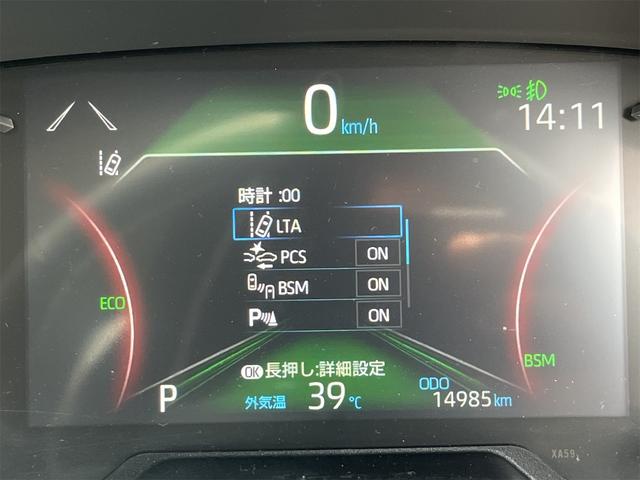 0 km/h
14:11
時計 :00
LTA
PCS ON
BSM ON
P ON
ECO
BSM
OK 長押し:詳細設定
P
外気温 39 ℃
ODO
14985 km
XA59